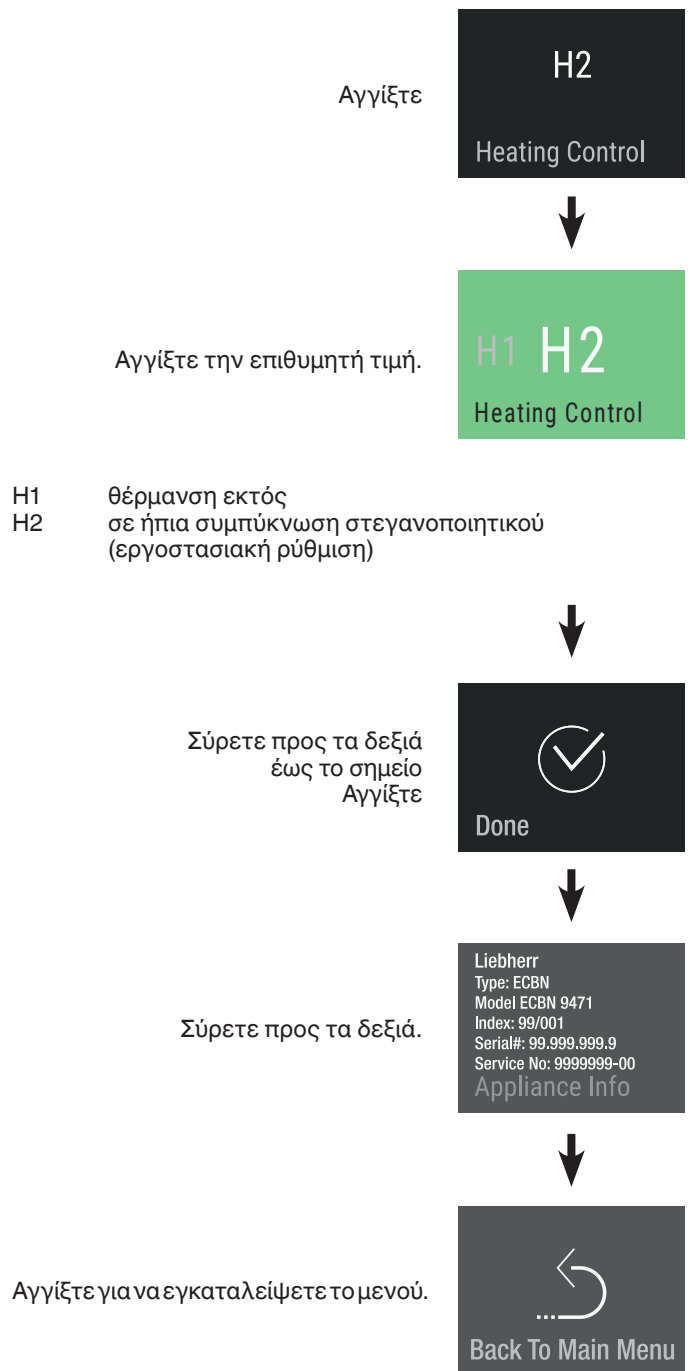 Αγγίξτε
H2
Heating Control
Αγγίξτε την επιθυμητή τιμή.
H1 H2
Heating Control
H1 θέρμανση εκτός
H2 σε ήπια συμπύκνωση στεγανοποιητικού
(εργοστασιακή ρύθμιση)
Σύρετε προς τα δεξιά
έως το σημείο
Αγγίξτε
Done
Σύρετε προς τα δεξιά.
Liebherr
Type: ECBN
Model ECBN 9471
Index: 99/001
Serial#: 99.999.999.9
Service No: 9999999-00
Appliance Info
Αγγίξτε για να εγκαταλείψετε το μενού.
Back To Main Menu